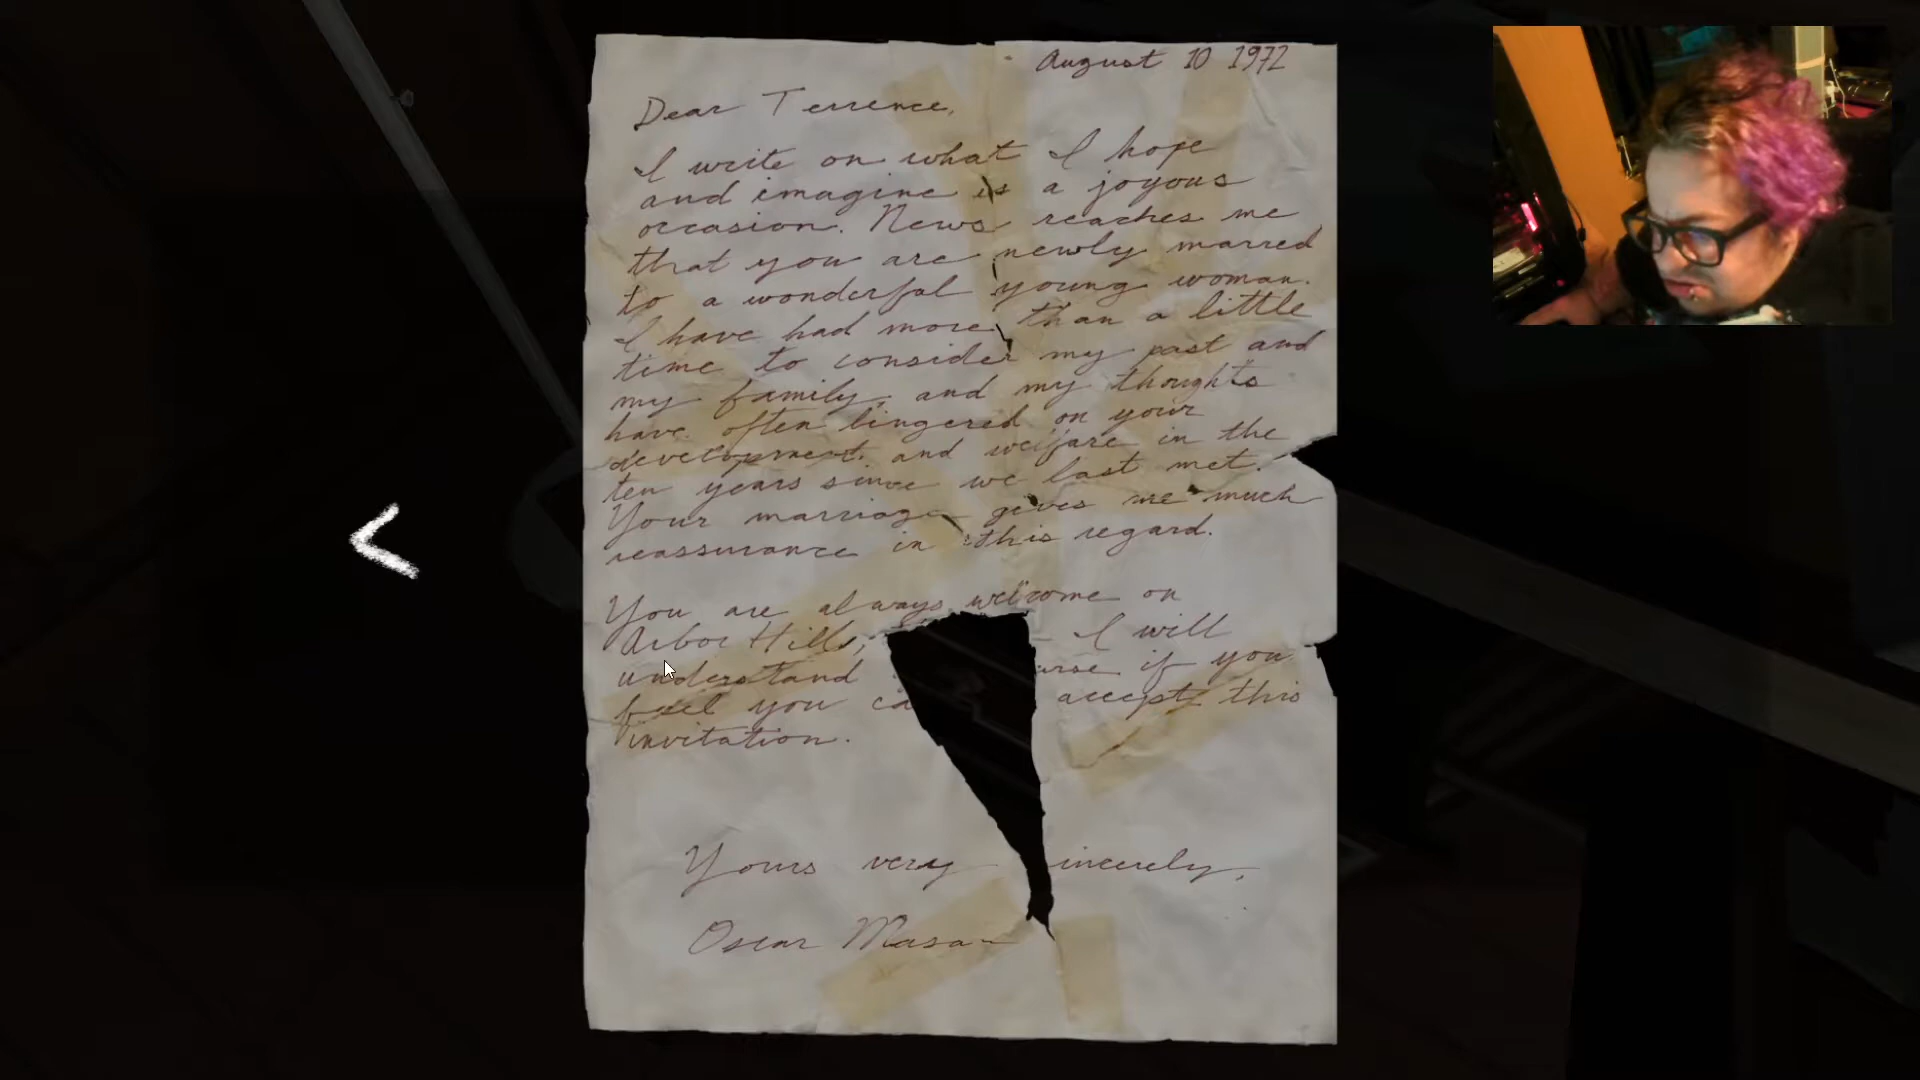 August 10 1972
Dear Terrence,
I write on what I hope
and imagine is a joyous
occasion. News reaches me
that you are newly marred
to a wonderful young woman.
I have had more than a little
time to consider my past and
my family, and my thoughts
have often lingered on your
development and welfare in the
ten years since we last met.
Your marriage gives me much
reassurance in this regard.
You are always welcome on
Arbor Hills, I will
understand if you
feel you accept this
invitation.
Yours very incerely,
Oscar Masan